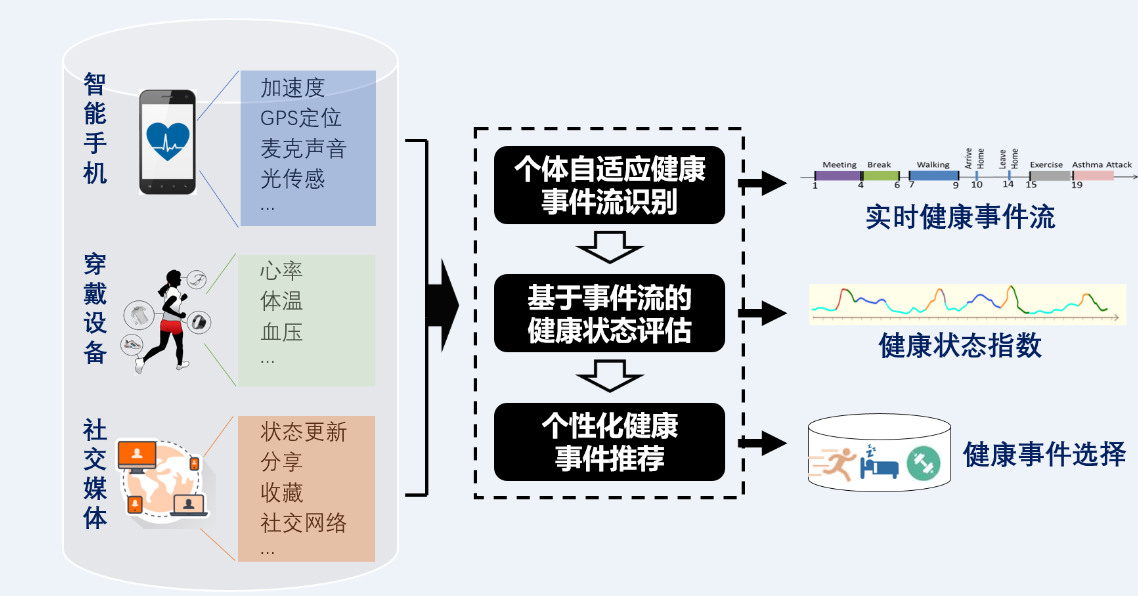 智能手机
加速度
GPS定位
麦克声音
光传感
...
穿戴设备
心率
体温
血压
...
社交媒体
状态更新
分享
收藏
社交网络
...
个体自适应健康
事件流识别
基于事件流的
健康状态评估
个性化健康
事件推荐
Meeting
Break
Walking
Arrive
Home
Leave
Home
Exercise
Asthma Attack
1
4
6
7
9
10
14
15
19
实时健康事件流
健康状态指数
健康事件选择